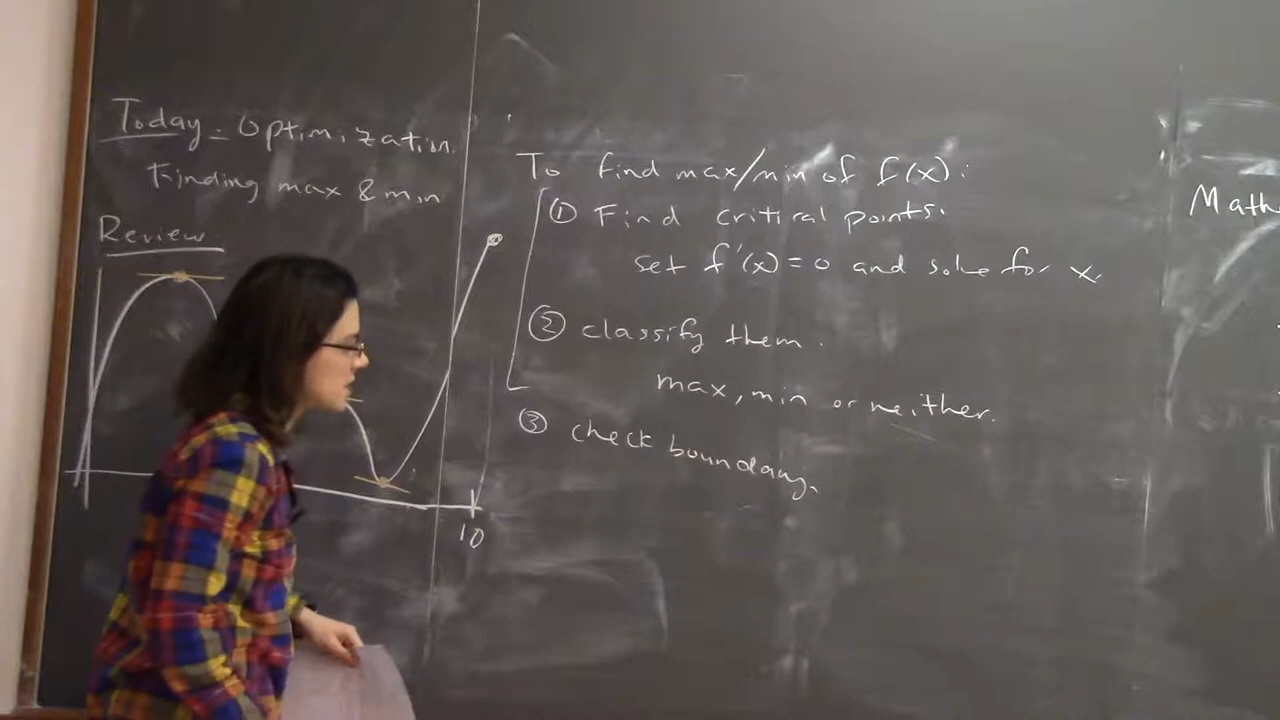 Today - Optimization.
Finding max & min
Review
10
To find max/min of f(x):
① Find critical points.
set f'(x) = 0 and solve for x.
② classify them.
max, min or neither.
③ check boundary.
Math